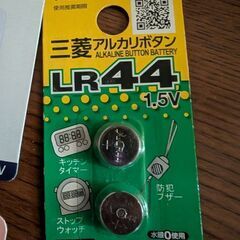 使用推奨期限
三菱アルカリボタン
ALKALINE BUTTON BATTERY
LR44
1.5V
キッチン
タイマー
防犯
ブザー
ストップ
ウォッチ
水銀0使用